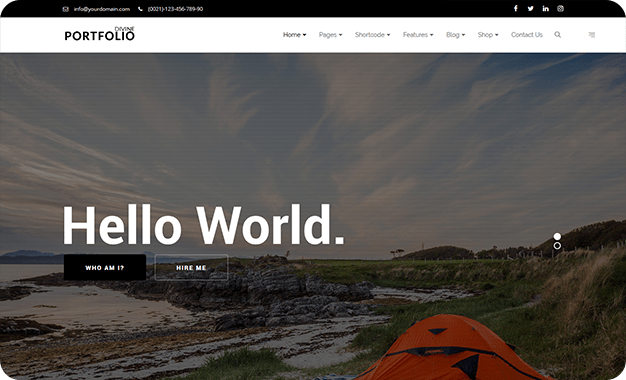 info@yourdomain.com (0021)-123-456-789-90
DIVINE
PORTFOLIO
Home Pages Shortcode Features Blog Shop Contact Us
Hello World.
WHO AM I? HIRE ME